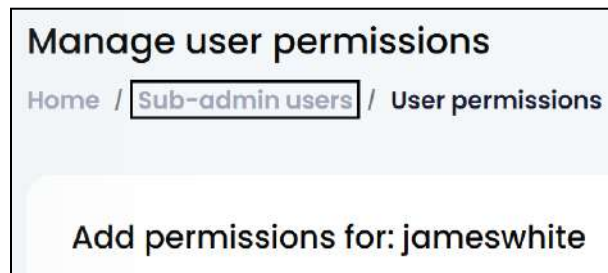 Manage user permissions
Home / Sub-admin users / User permissions
Add permissions for: jameswhite